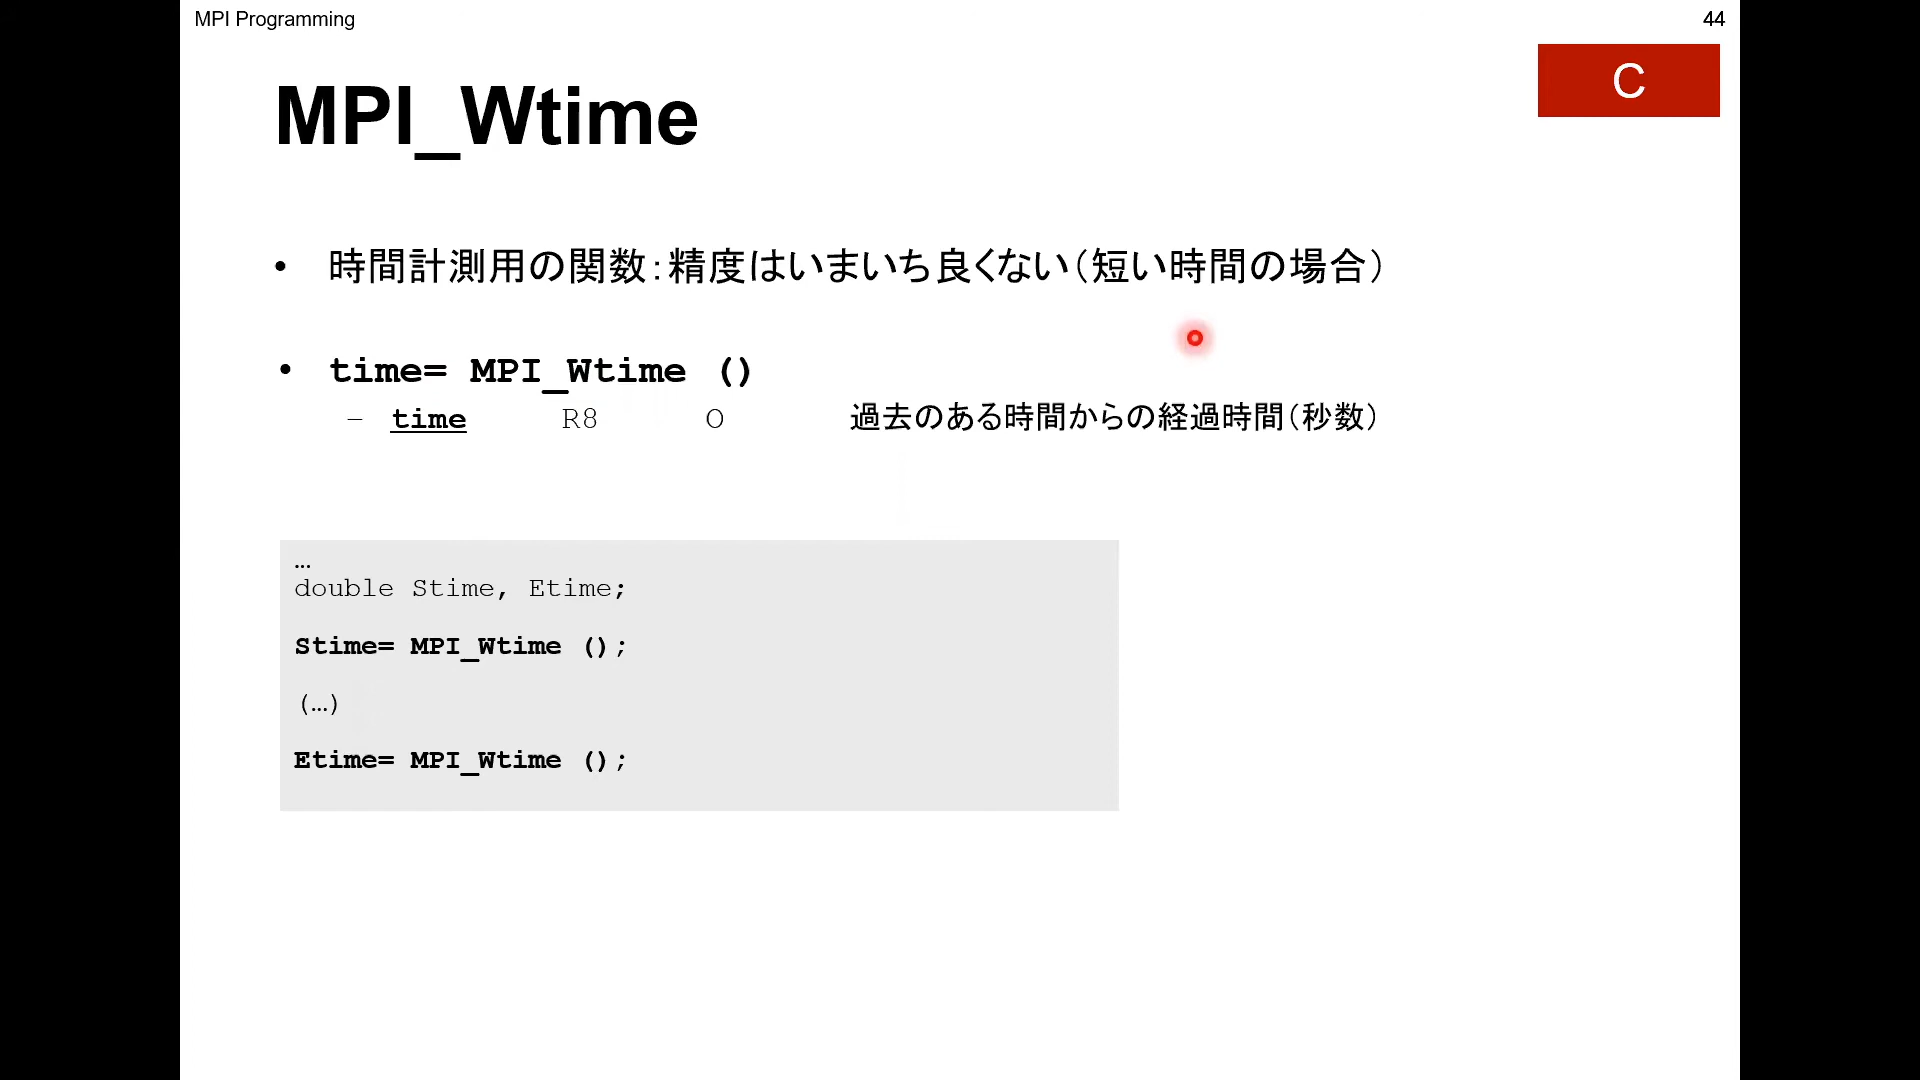 MPI Programming
44
C
MPI_Wtime
• 時間計測用の関数：精度はいまいち良くない（短い時間の場合）
• time= MPI_Wtime ()
– time R8 O 過去のある時間からの経過時間（秒数）
…
double Stime, Etime;
Stime= MPI_Wtime ();
(…)
Etime= MPI_Wtime ();